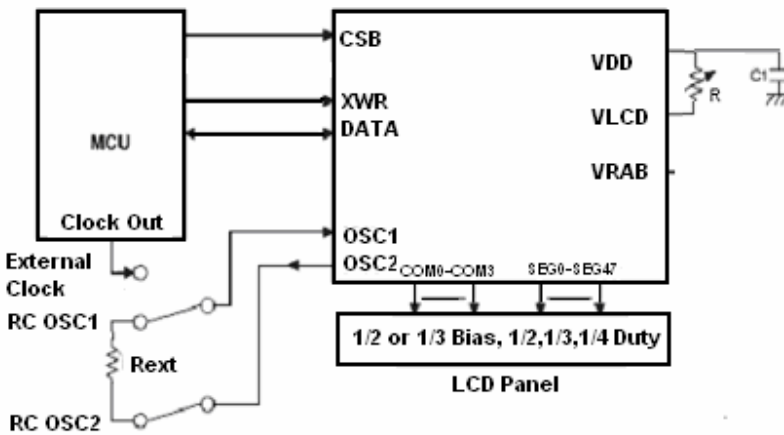 CSB
XWR
DATA
MCU
Clock Out
External
Clock
RC OSC1
Rext
RC OSC2
OSC1
OSC2
COM0-COM3
SEG0-SEG47
VDD
VLCD
VRAB
R
C1
1/2 or 1/3 Bias, 1/2,1/3,1/4 Duty
LCD Panel